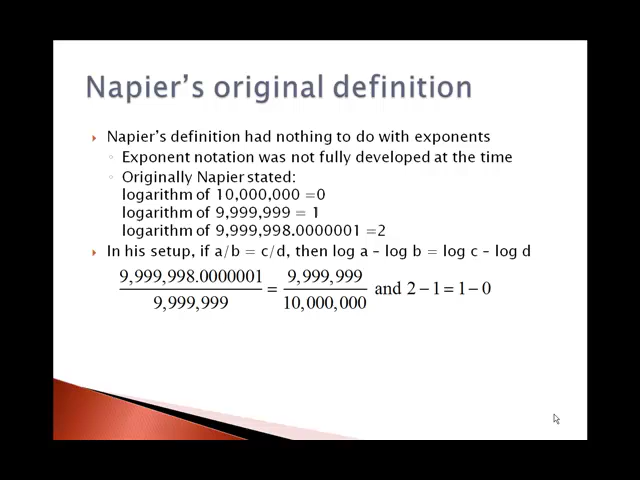 Napier's original definition
Napier's definition had nothing to do with exponents
Exponent notation was not fully developed at the time
Originally Napier stated:
logarithm of 10,000,000 =0
logarithm of 9,999,999 = 1
logarithm of 9,999,998.0000001 =2
In his setup, if a/b = c/d, then log a – log b = log c – log d
9,999,998.0000001 / 9,999,999 = 9,999,999 / 10,000,000 and 2 − 1 = 1 − 0